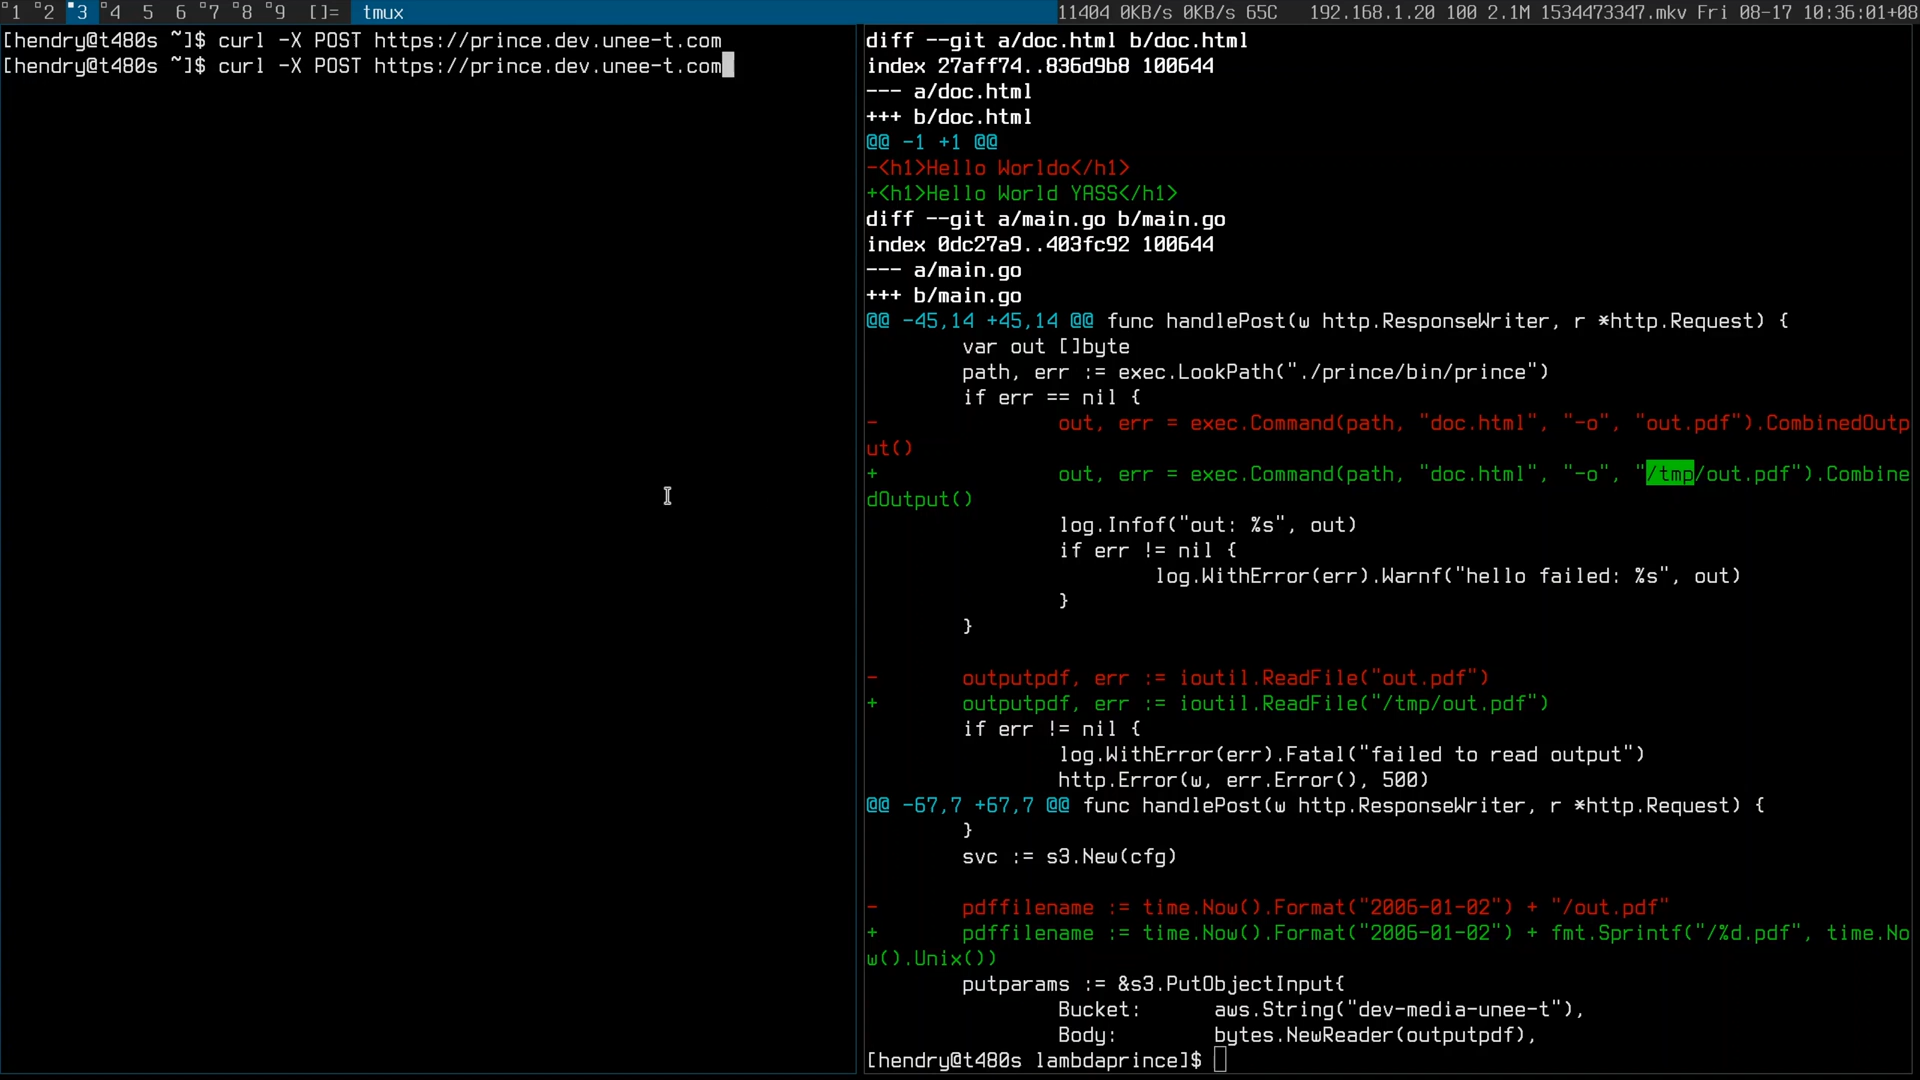 1 2 3 4 5 6 7 8 9 []= tmux 11404 0KB/s 0KB/s 65C 192.168.1.20 100 2.1M 1534473347.mkv Fri 08-17 10:36:01+08
[hendry@t480s ~]$ curl -X POST https://prince.dev.unee-t.com
[hendry@t480s ~]$ curl -X POST https://prince.dev.unee-t.com
diff --git a/doc.html b/doc.html
index 27aff74..836d9b8 100644
--- a/doc.html
+++ b/doc.html
@@ -1 +1 @@
-<h1>Hello Worldo</h1>
+<h1>Hello World YASS</h1>
diff --git a/main.go b/main.go
index 0dc27a9..403fc92 100644
--- a/main.go
+++ b/main.go
@@ -45,14 +45,14 @@ func handlePost(w http.ResponseWriter, r *http.Request) {
        var out []byte
        path, err := exec.LookPath("./prince/bin/prince")
        if err == nil {
-               out, err = exec.Command(path, "doc.html", "-o", "out.pdf").CombinedOutp
ut()
+               out, err = exec.Command(path, "doc.html", "-o", "/tmp/out.pdf").Combine
dOutput()
                log.Infof("out: %s", out)
                if err != nil {
                        log.WithError(err).Warnf("hello failed: %s", out)
                }
        }
-       outputpdf, err := ioutil.ReadFile("out.pdf")
+       outputpdf, err := ioutil.ReadFile("/tmp/out.pdf")
        if err != nil {
                log.WithError(err).Fatal("failed to read output")
                http.Error(w, err.Error(), 500)
@@ -67,7 +67,7 @@ func handlePost(w http.ResponseWriter, r *http.Request) {
        }
        svc := s3.New(cfg)
-       pdffilename := time.Now().Format("2006-01-02") + "/out.pdf"
+       pdffilename := time.Now().Format("2006-01-02") + fmt.Sprintf("/%d.pdf", time.No
w().Unix())
        putparams := &s3.PutObjectInput{
                Bucket:      aws.String("dev-media-unee-t"),
                Body:        bytes.NewReader(outputpdf),
[hendry@t480s lambdaprince]$